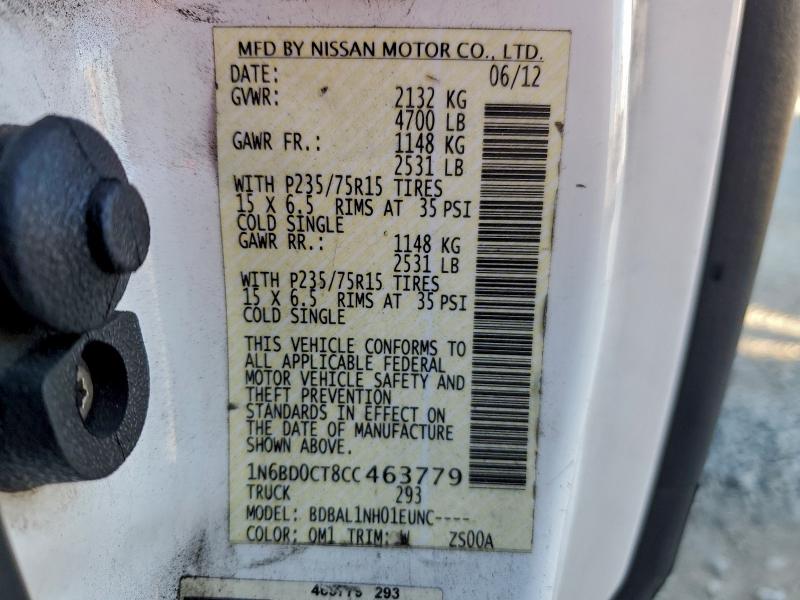 MFD BY NISSAN MOTOR CO., LTD.
DATE: 06/12
GVWR: 2132 KG
4700 LB
GAWR FR.: 1148 KG
2531 LB
WITH P235/75R15 TIRES
15 X 6.5 RIMS AT 35 PSI
COLD SINGLE
GAWR RR.: 1148 KG
2531 LB
WITH P235/75R15 TIRES
15 X 6.5 RIMS AT 35 PSI
COLD SINGLE
THIS VEHICLE CONFORMS TO
ALL APPLICABLE FEDERAL
MOTOR VEHICLE SAFETY AND
THEFT PREVENTION
STANDARDS IN EFFECT ON
THE DATE OF MANUFACTURE
SHOWN ABOVE.
1N6BD0CT8CC463779
TRUCK 293
MODEL: BDBAL1NH01EUNC----
COLOR: QM1 TRIM: W ZS00A
463779 293